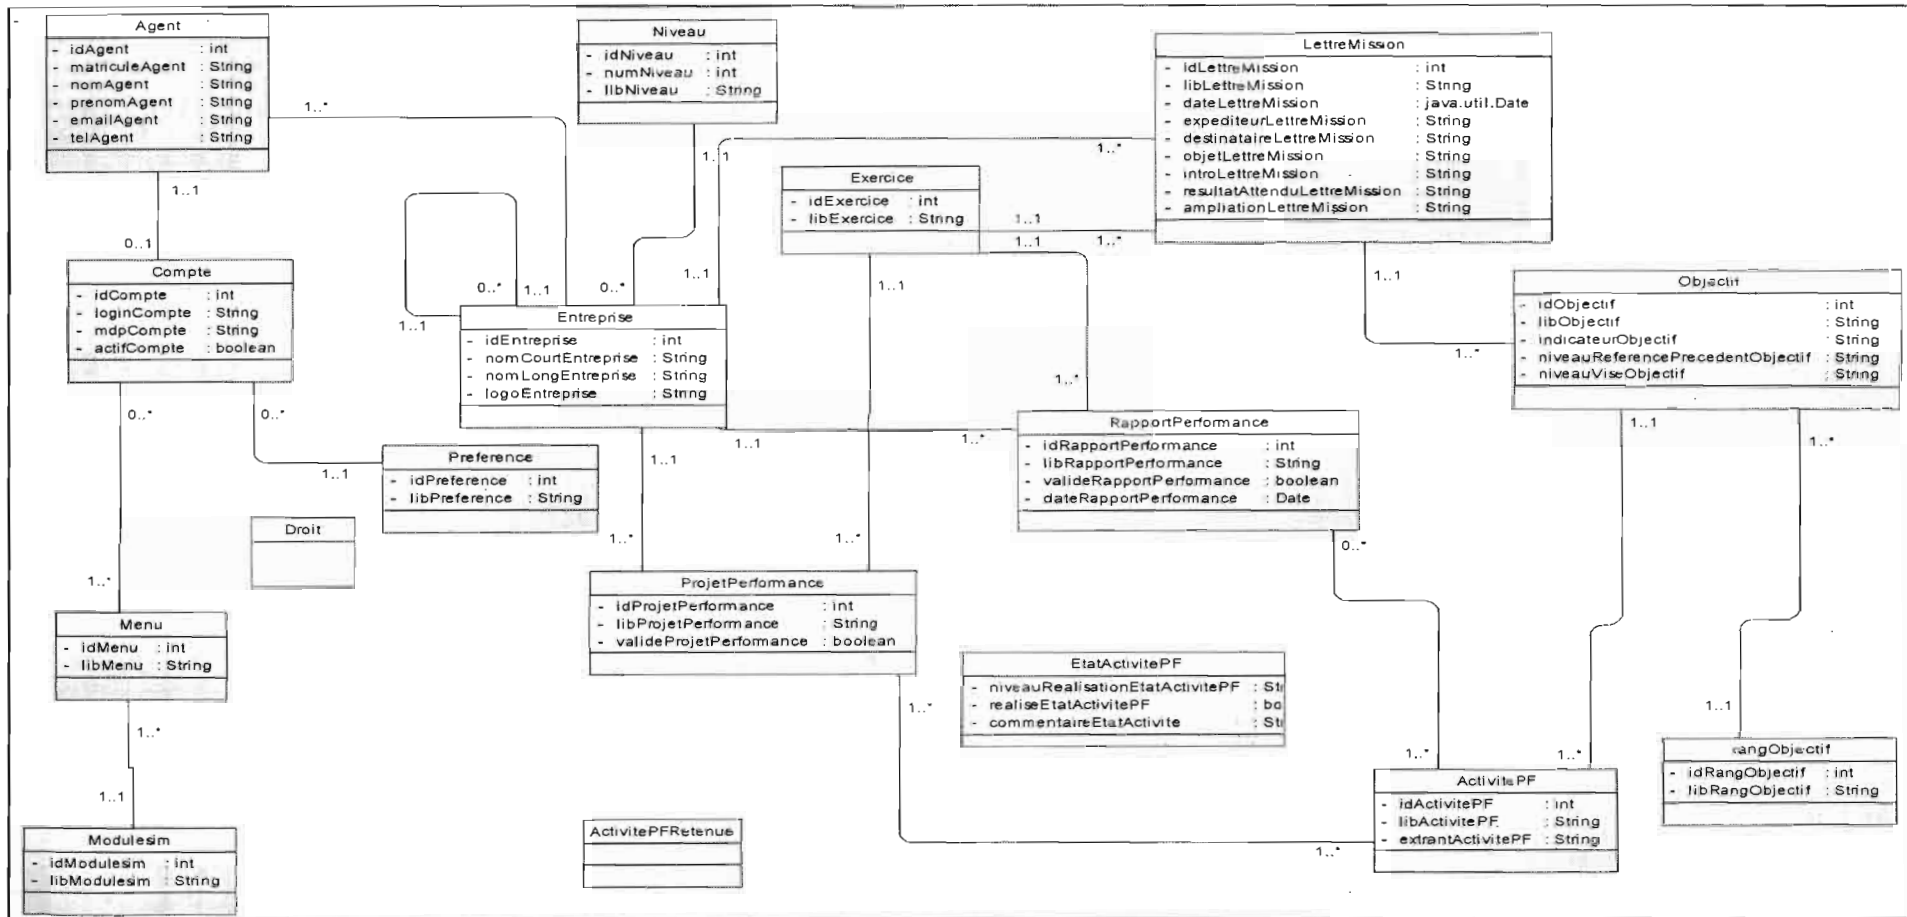 Agent
- idAgent : int
- matriculeAgent : String
- nomAgent : String
- prenomAgent : String
- emailAgent : String
- telAgent : String
1..*
1..1
0..1
Niveau
- idNiveau : int
- numNiveau : int
- libNiveau : String
1..1
0..*
LettreMission
- idLettreMission : int
- libLettreMission : String
- dateLettreMission : java.util.Date
- expediteurLettreMission : String
- destinataireLettreMission : String
- objetLettreMission : String
- introLettreMission : String
- resultatAttenduLettreMission : String
- ampliationLettreMission : String
1..*
1..1
Exercice
- idExercice : int
- libExercice : String
1..1
1..*
1..1
1..1
Compte
- idCompte : int
- loginCompte : String
- mdpCompte : String
- actifCompte : boolean
0..*
0..*
0..*
1..1
1..1
1..1
Entreprise
- idEntreprise : int
- nomCourtEntreprise : String
- nomLongEntreprise : String
- logoEntreprise : String
1..1
1..1
Objectif
- idObjectif : int
- libObjectif : String
- indicateurObjectif : String
- niveauReferencePrecedentObjectif : String
- niveauViseObjectif : String
1..*
1..1
1..*
Preference
- idPreference : int
- libPreference : String
1..1
1..*
1..*
RapportPerformance
- idRapportPerformance : int
- libRapportPerformance : String
- valideRapportPerformance : boolean
- dateRapportPerformance : Date
0..*
Droit
1..*
1..*
1..*
ProjetPerformance
- idProjetPerformance : int
- libProjetPerformance : String
- valideProjetPerformance : boolean
1..*
Menu
- idMenu : int
- libMenu : String
1..*
EtatActivitePF
- niveauRealisationEtatActivitePF :
- realiseEtatActivitePF :
- commentaireEtatActivite :
1..1
rangObjectif
- idRangObjectif : int
- libRangObjectif : String
1..*
1..*
ActivitePF
- idActivitePF : int
- libActivitePF : String
- extrantActivitePF : String
1..*
1..1
Modulesim
- idModulesim : int
- libModulesim : String
ActivitePFRetenue